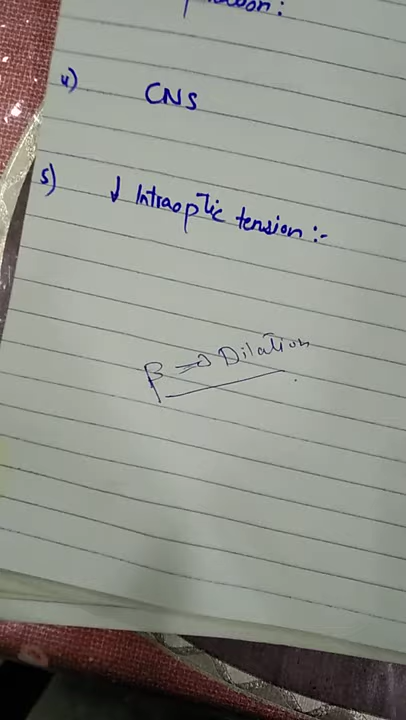 4) CNS
5) ↓ Intraoptic tension :-
β => Dilation